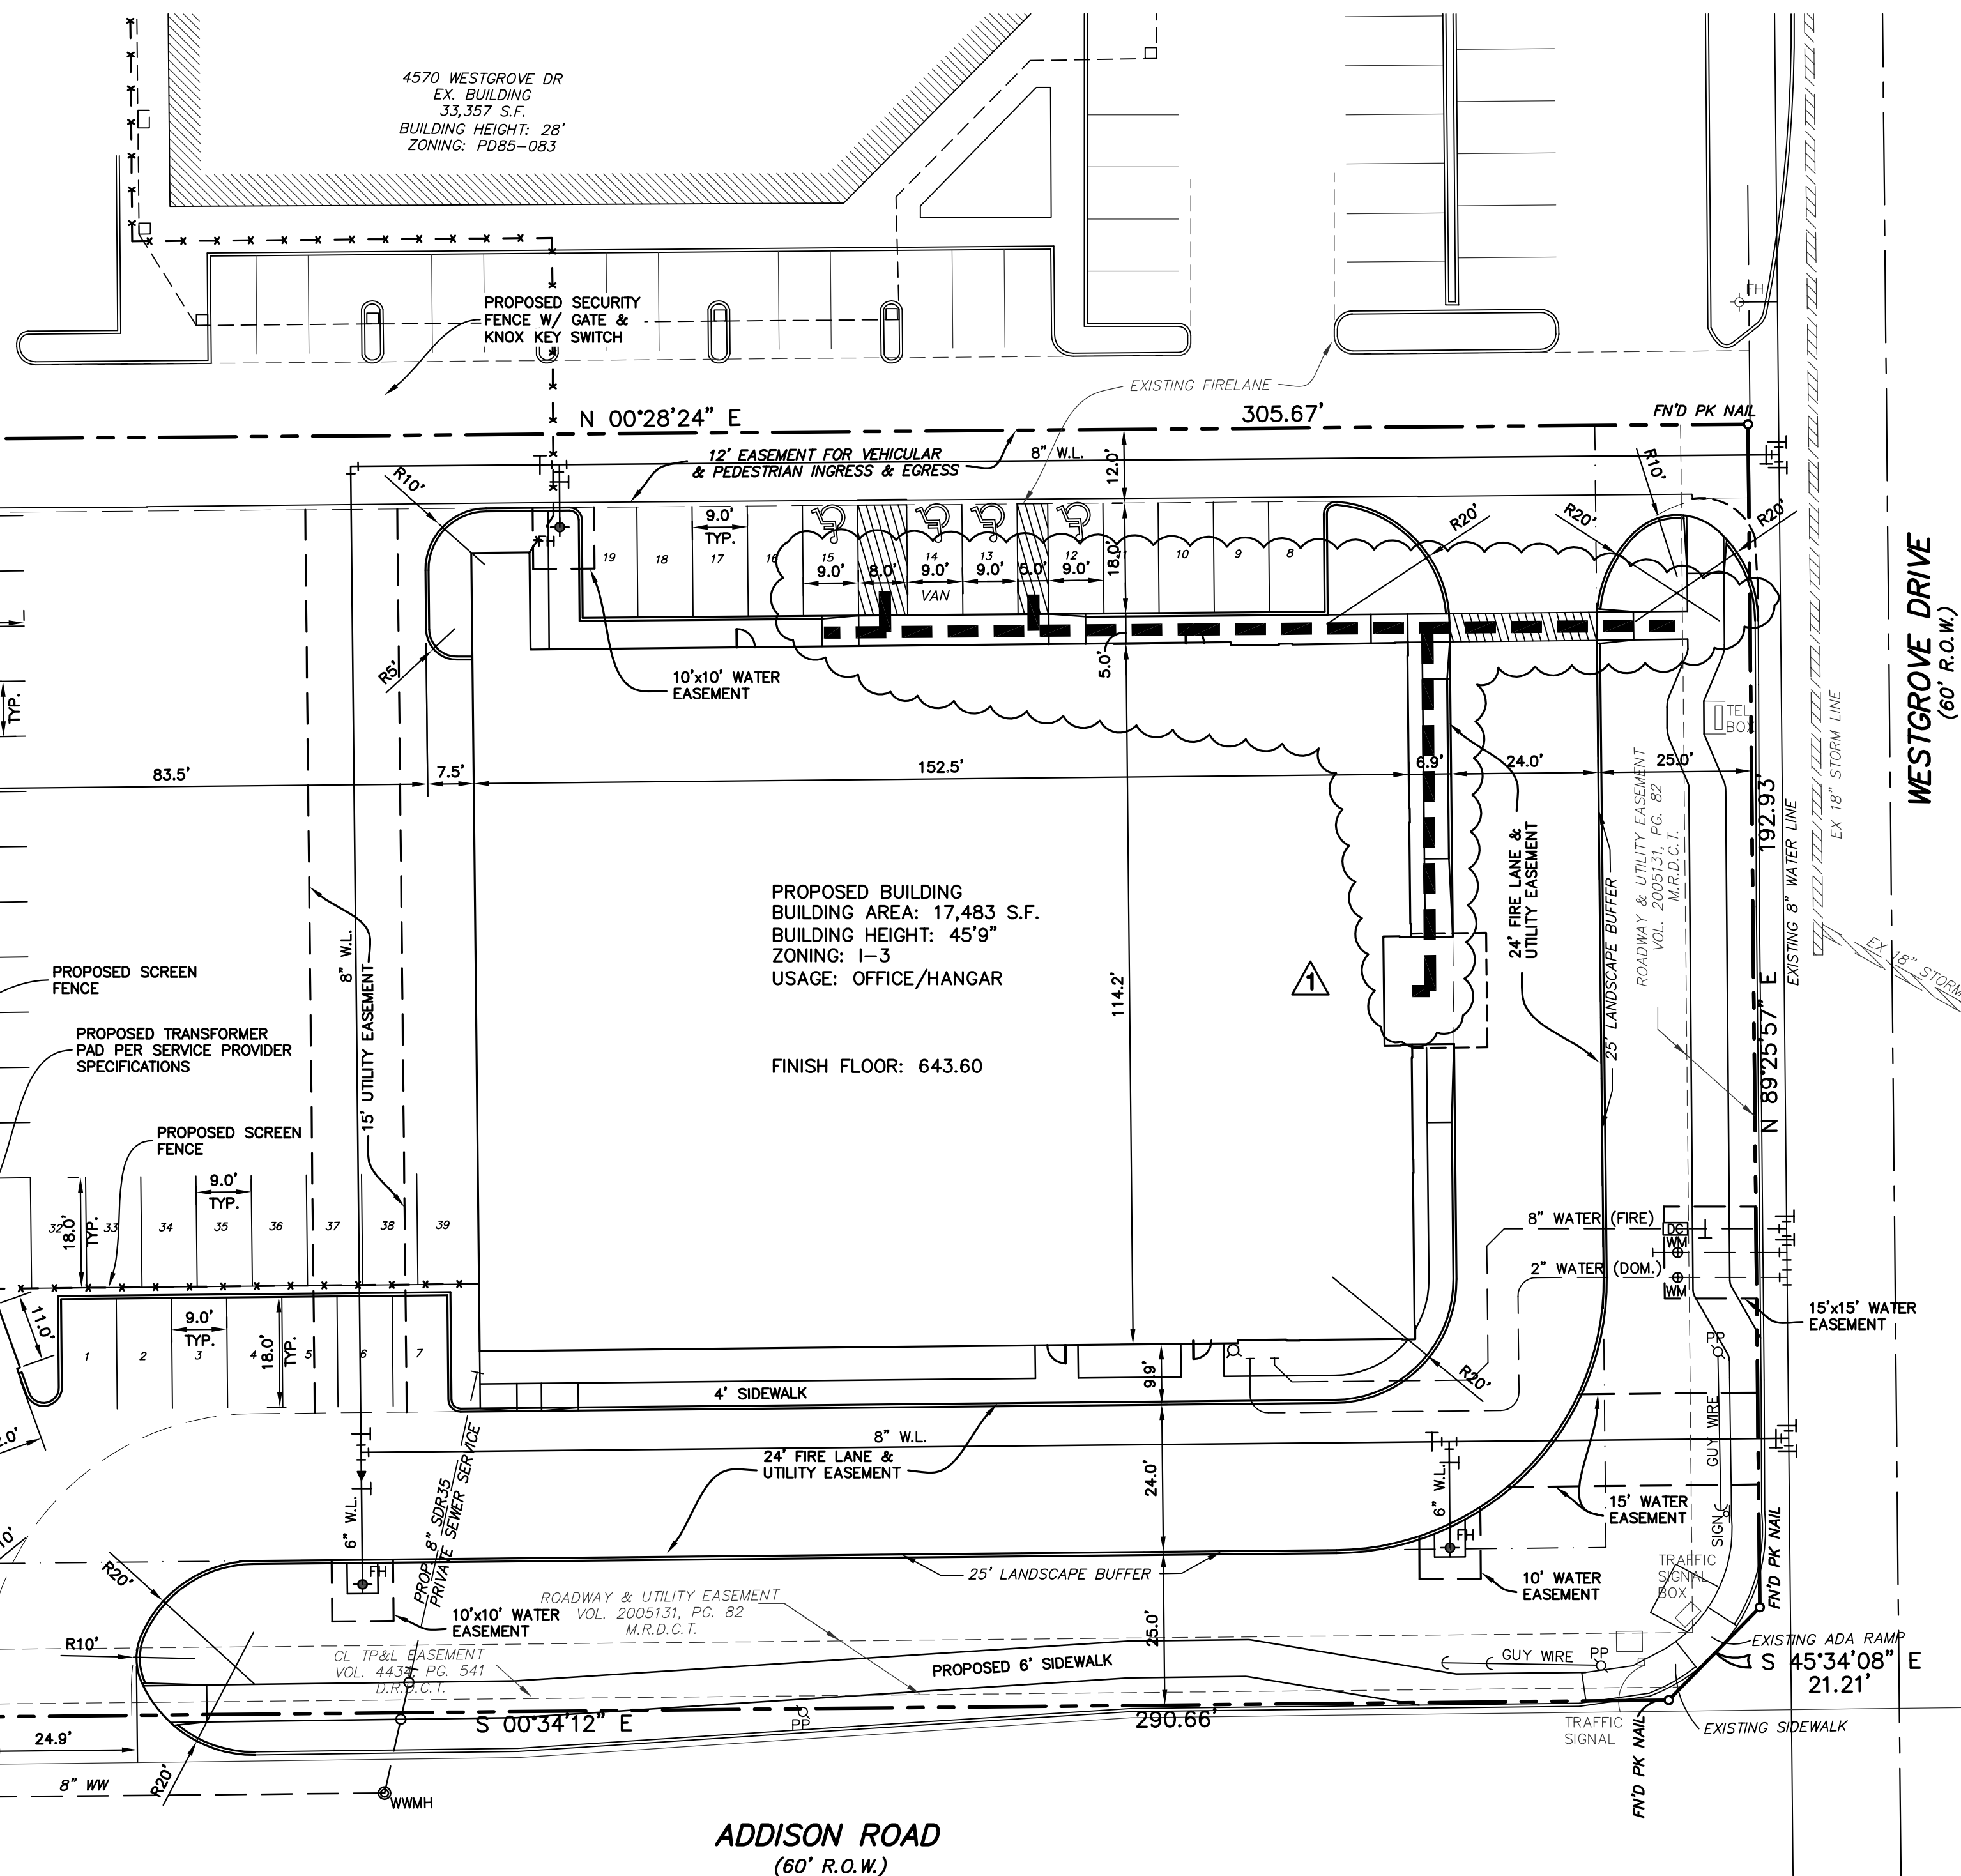 4570 WESTGROVE DR
EX. BUILDING
33,357 S.F.
BUILDING HEIGHT: 28'
ZONING: PD85-083
PROPOSED SECURITY
FENCE W/ GATE &
KNOX KEY SWITCH
FH
EXISTING FIRELANE
N 00°28'24" E
305.67'
FN'D PK NAIL
12' EASEMENT FOR VEHICULAR
& PEDESTRIAN INGRESS & EGRESS
8" W.L.
12.0'
R10'
R10'
FH
19
18
9.0'
TYP.
17
16
15
9.0'
8.0'
14
9.0'
VAN
13
9.0'
5.0'
12
9.0'
11
18.0'
10
9
8
R20'
R20'
R20'
WESTGROVE DRIVE
(60' R.O.W.)
R5'
10'x10' WATER
EASEMENT
5.0'
TYP.
TEL
BOX
EX 18" STORM LINE
83.5'
7.5'
152.5'
6.9'
24.0'
25.0'
ROADWAY & UTILITY EASEMENT
VOL. 2005131, PG. 82
M.R.D.C.T.
192.93'
N 89°25'57" E
EXISTING 8" WATER LINE
24' FIRE LANE &
UTILITY EASEMENT
25' LANDSCAPE BUFFER
EX 18" STORM
PROPOSED BUILDING
BUILDING AREA: 17,483 S.F.
BUILDING HEIGHT: 45'9"
ZONING: I-3
USAGE: OFFICE/HANGAR
FINISH FLOOR: 643.60
114.2'
1
8" W.L.
15' UTILITY EASEMENT
PROPOSED SCREEN
FENCE
PROPOSED TRANSFORMER
PAD PER SERVICE PROVIDER
SPECIFICATIONS
PROPOSED SCREEN
FENCE
32
18.0'
TYP.
33
34
9.0'
TYP.
35
36
37
38
39
8" WATER (FIRE)
DC
WM
2" WATER (DOM.)
WM
15'x15' WATER
EASEMENT
11.0'
1
2
9.0'
TYP.
3
4
18.0'
TYP.
5
6
7
PP
R20'
9.9'
4' SIDEWALK
GUY WIRE
8" W.L.
24' FIRE LANE &
UTILITY EASEMENT
24.0'
6" W.L.
6" W.L.
PROP. 8" SDR35
PRIVATE SEWER SERVICE
15' WATER
EASEMENT
SIGN
FN'D PK NAIL
FH
FH
R20'
25' LANDSCAPE BUFFER
10' WATER
EASEMENT
TRAFFIC
SIGNAL
BOX
ROADWAY & UTILITY EASEMENT
VOL. 2005131, PG. 82
M.R.D.C.T.
10'x10' WATER
EASEMENT
R10'
CL TP&L EASEMENT
VOL. 4434, PG. 541
D.R.D.C.T.
25.0'
PROPOSED 6' SIDEWALK
GUY WIRE
PP
EXISTING ADA RAMP
S 45°34'08" E
21.21'
24.9'
S 00°34'12" E
PP
290.66'
TRAFFIC
SIGNAL
FN'D PK NAIL
EXISTING SIDEWALK
R20'
8" WW
WWMH
ADDISON ROAD
(60' R.O.W.)